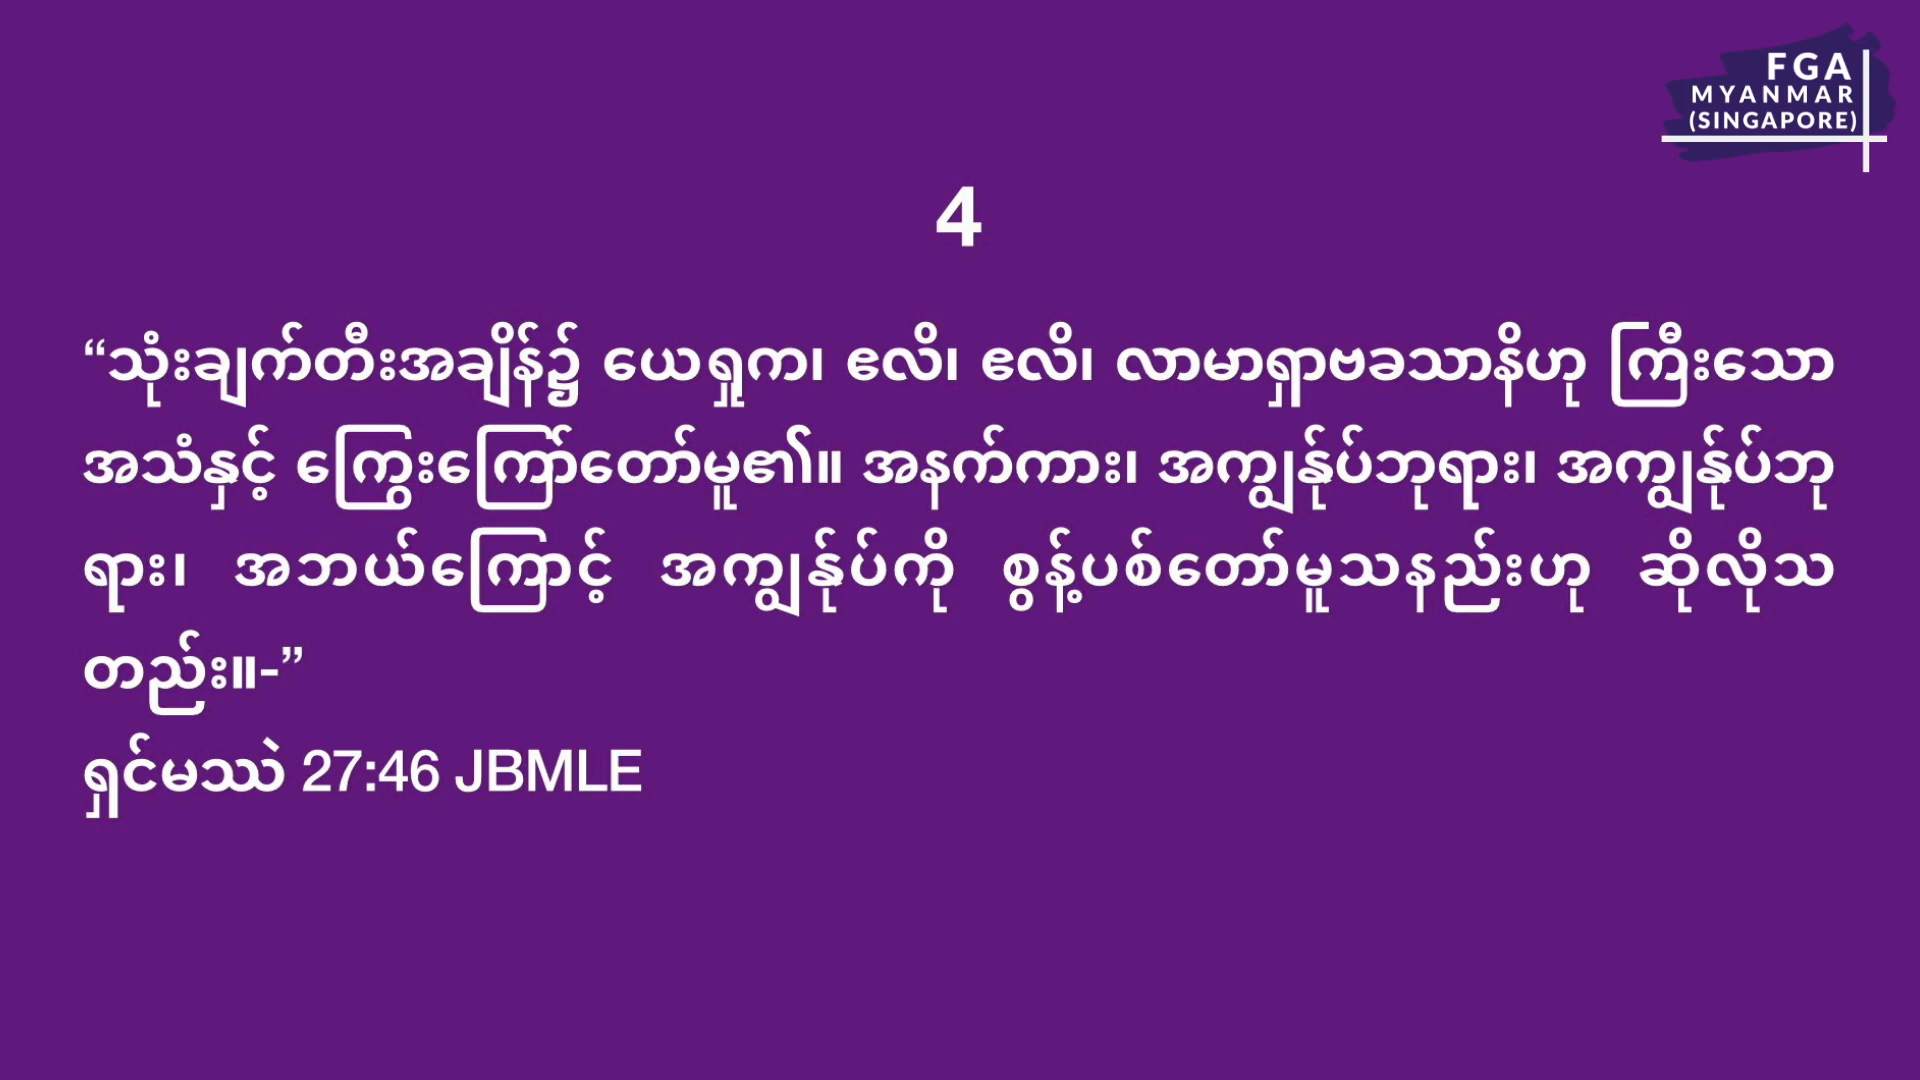 FGA
MYANMAR
(SINGAPORE)
4
“သုံးချက်တီးအချိန်၌ ယေရှုက၊ ဧလိ၊ ဧလိ၊ လာမာရှာဗခသာနိဟု ကြီးသော
အသံနှင့် ကြွေးကြော်တော်မူ၏။ အနက်ကား၊ အကျွန်ုပ်ဘုရား၊ အကျွန်ုပ်ဘု
ရား၊ အဘယ်ကြောင့် အကျွန်ုပ်ကို စွန့်ပစ်တော်မူသနည်းဟု ဆိုလိုသ
တည်း။-”
ရှင်မဿဲ 27:46 JBMLE